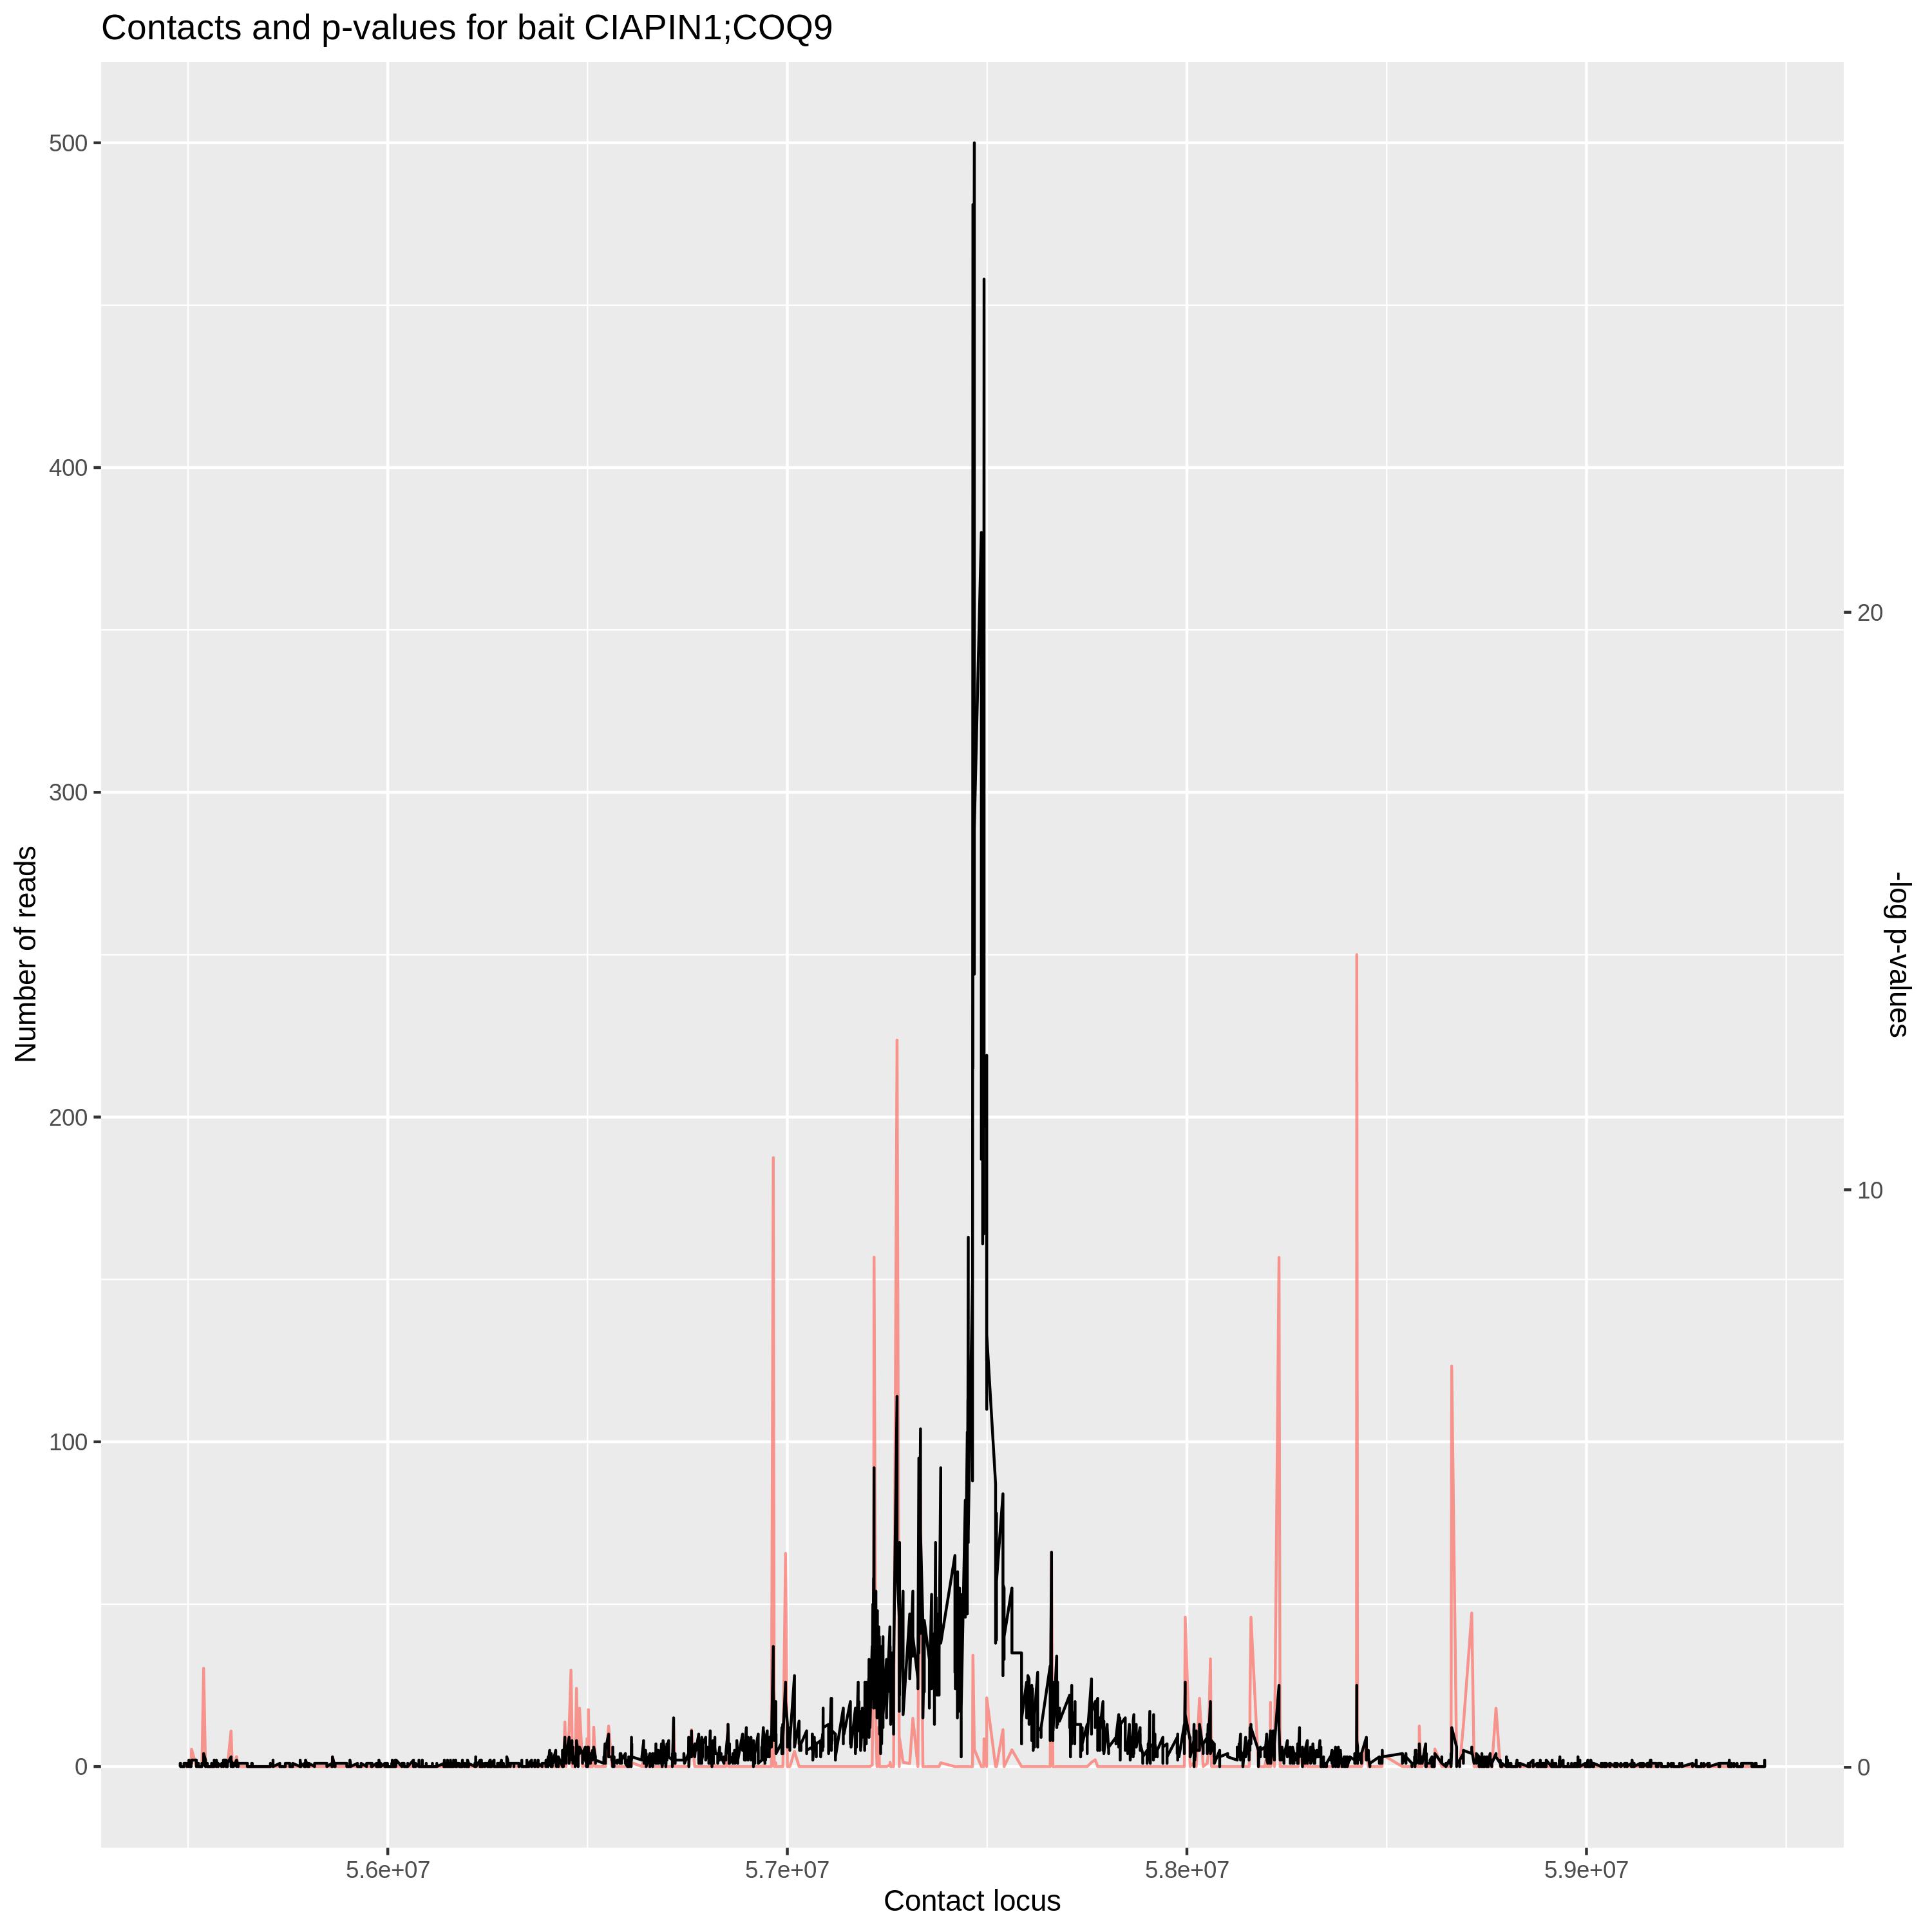 Contacts and p-values for bait CIAPIN1;COQ9
500
400
300
200
100
0
Number of reads
20
10
0
-log p-values
5.6e+07
5.7e+07
5.8e+07
5.9e+07
Contact locus